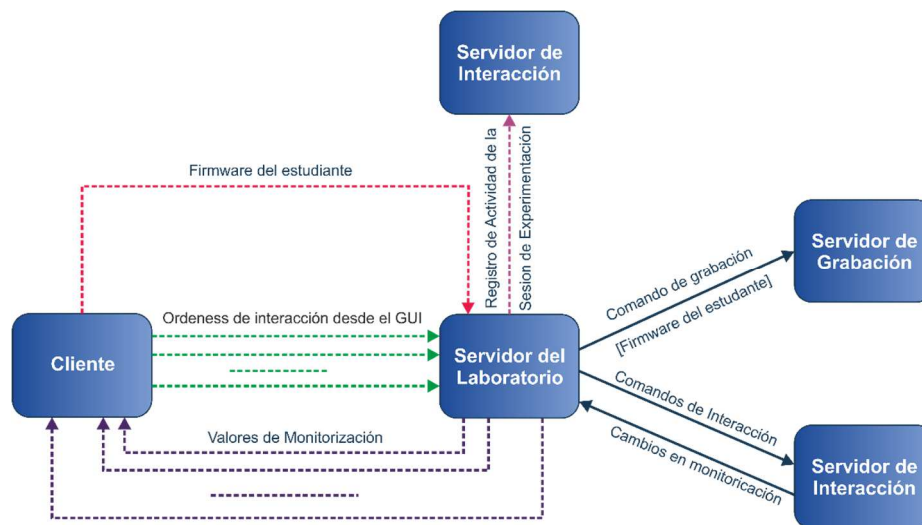 Servidor de
Interacción
Firmware del estudiante
Registro de Actividad de la
Sesion de Experimentación
Servidor de
Grabación
Comando de grabación
[Firmware del estudiante]
Ordeness de interacción desde el GUI
Cliente
Servidor del
Laboratorio
Comandos de Interacción
Cambios en monitoricación
Valores de Monitorización
Servidor de
Interacción